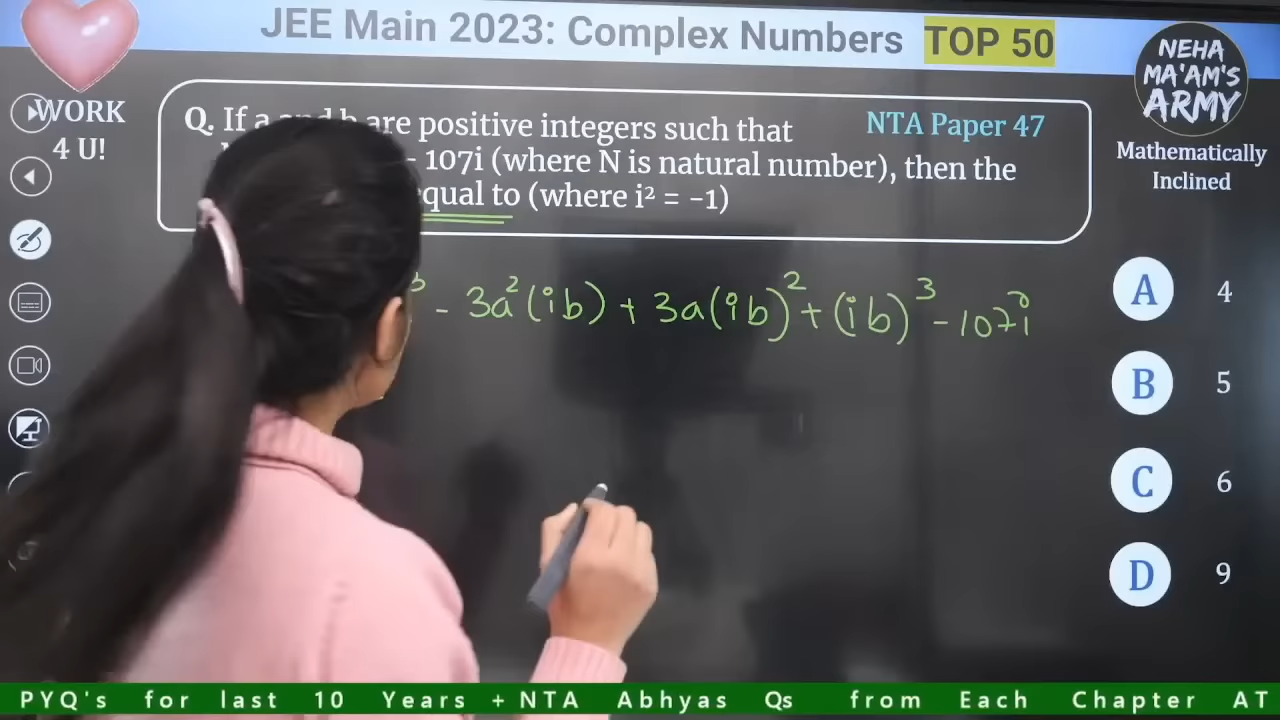 JEE Main 2023: Complex Numbers TOP 50
NEHA
MA'AM'S
ARMY
Mathematically
Inclined
WORK
4 U!
Q. If a and b are positive integers such that
NTA Paper 47
- 107i (where N is natural number), then the
equal to (where i² = -1)
- 3a²(ib) + 3a(ib)² + (ib)³ - 107i
A 4
B 5
C 6
D 9
PYQ's for last 10 Years + NTA Abhyas Qs from Each Chapter AT